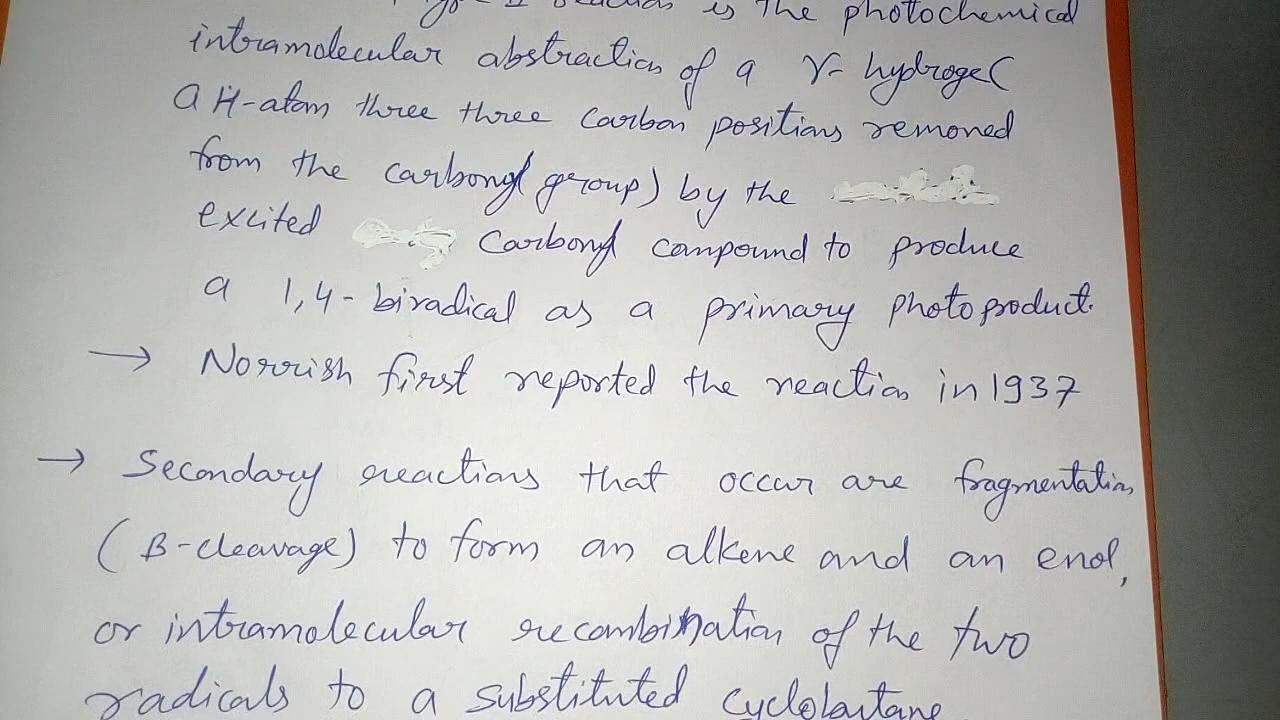 is the photochemical
intramolecular abstraction of a γ- hydroge(
a H-atom three three carbon positions removed
from the carbonyl group) by the
excited carbonyl compound to produce
a 1,4- biradical as a primary photoproduct.
→ Norrish first reported the reaction in 1937
→ Secondary reactions that occur are fragmentation
(β-cleavage) to form an alkene and an enol,
or intramolecular recombination of the two
radicals to a substituted cyclobutane